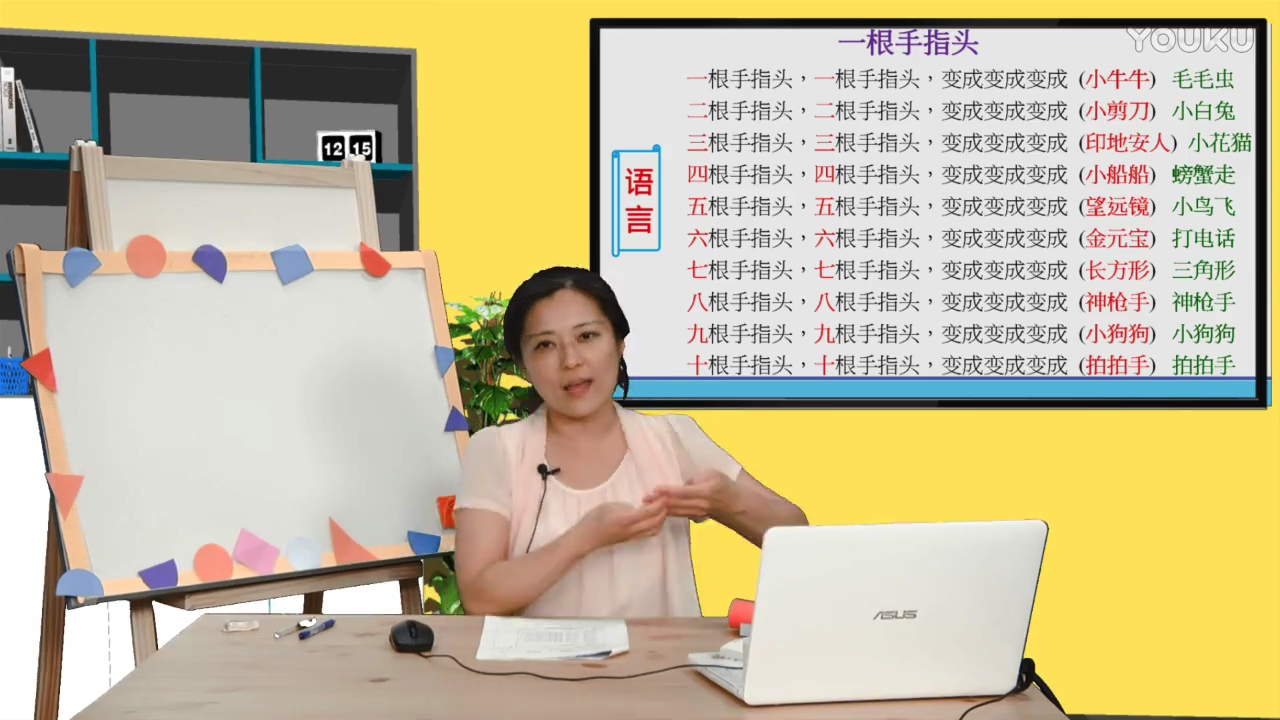 YOUKU
一根手指头
一根手指头，一根手指头，变成变成变成 (小牛牛) 毛毛虫
二根手指头，二根手指头，变成变成变成 (小剪刀) 小白兔
三根手指头，三根手指头，变成变成变成 (印地安人) 小花猫
四根手指头，四根手指头，变成变成变成 (小船船) 螃蟹走
五根手指头，五根手指头，变成变成变成 (望远镜) 小鸟飞
六根手指头，六根手指头，变成变成变成 (金元宝) 打电话
七根手指头，七根手指头，变成变成变成 (长方形) 三角形
八根手指头，八根手指头，变成变成变成 (神枪手) 神枪手
九根手指头，九根手指头，变成变成变成 (小狗狗) 小狗狗
十根手指头，十根手指头，变成变成变成 (拍拍手) 拍拍手
语言
12 15
ASUS